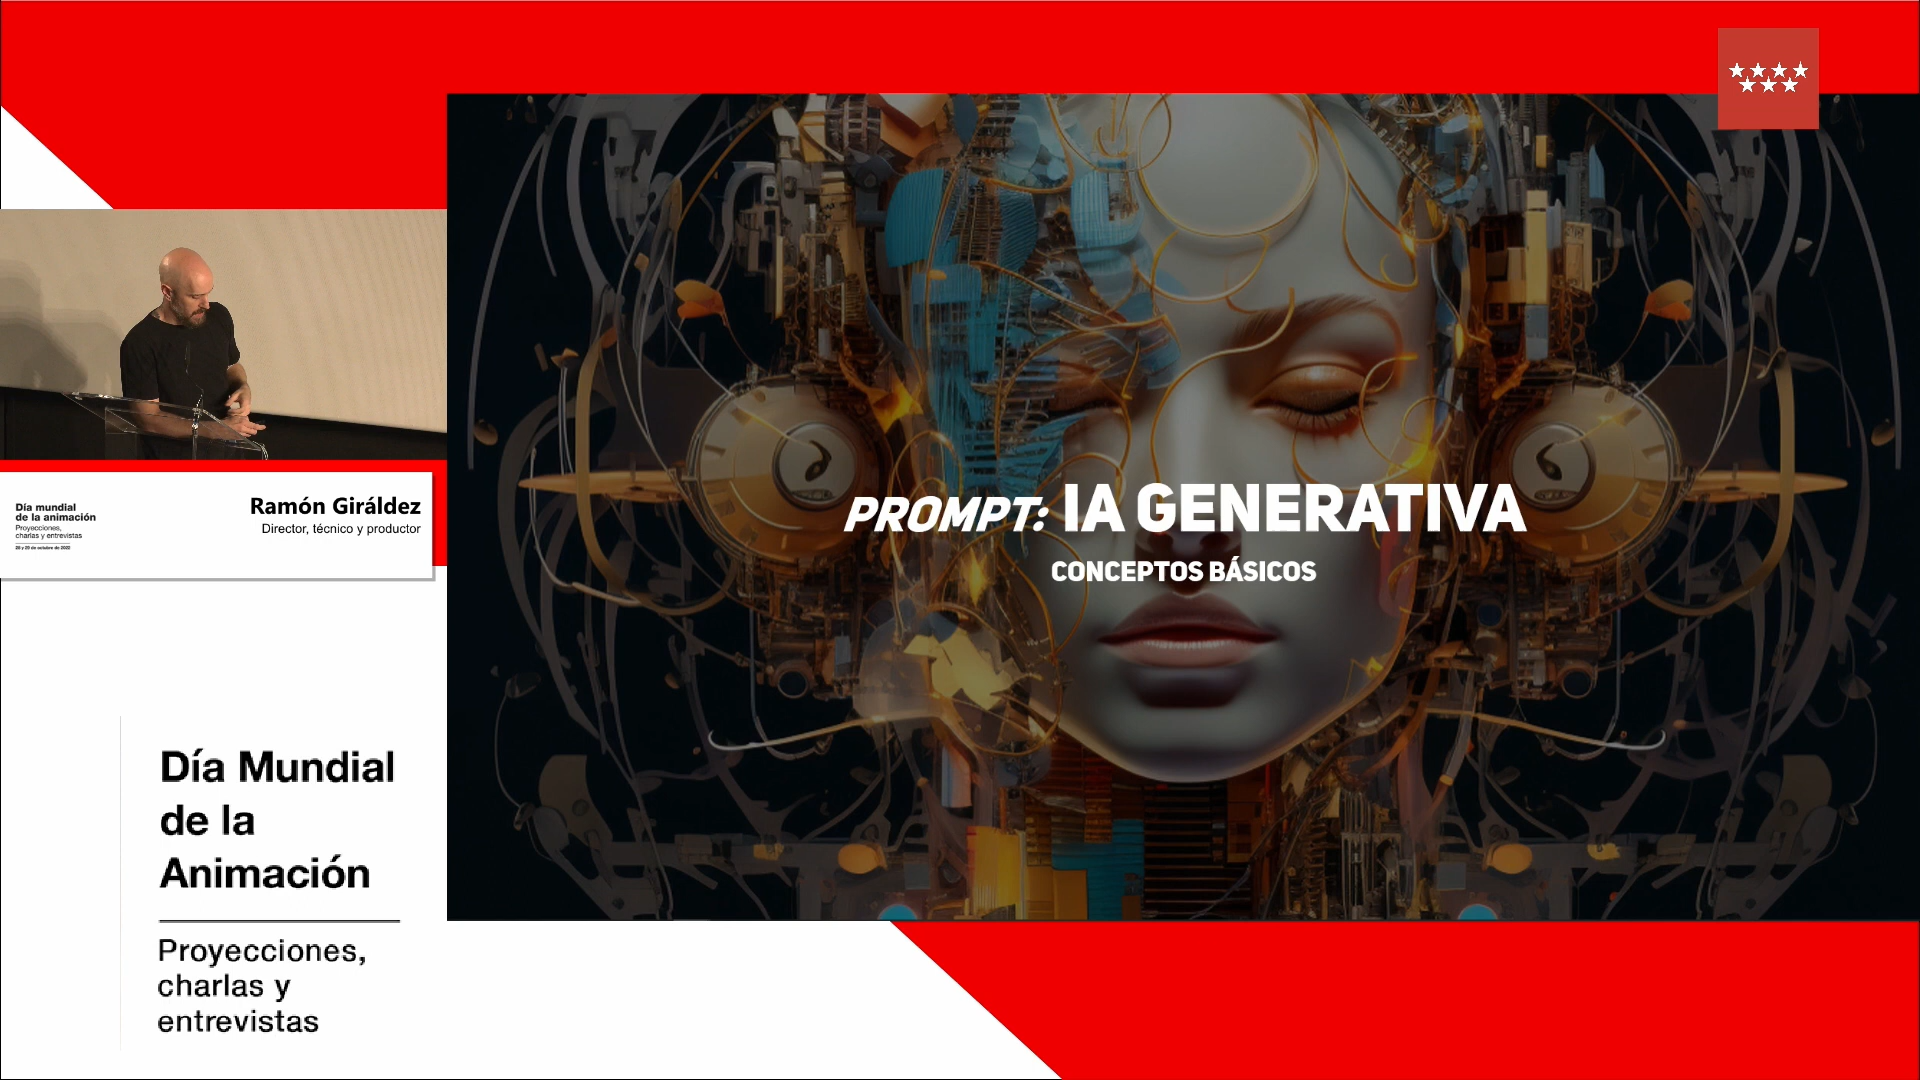 PROMPT: IA GENERATIVA
CONCEPTOS BÁSICOS
Día mundial
de la animación
Proyecciones,
charlas y entrevistas
Ramón Giráldez
Director, técnico y productor
Día Mundial
de la
Animación
Proyecciones,
charlas y
entrevistas